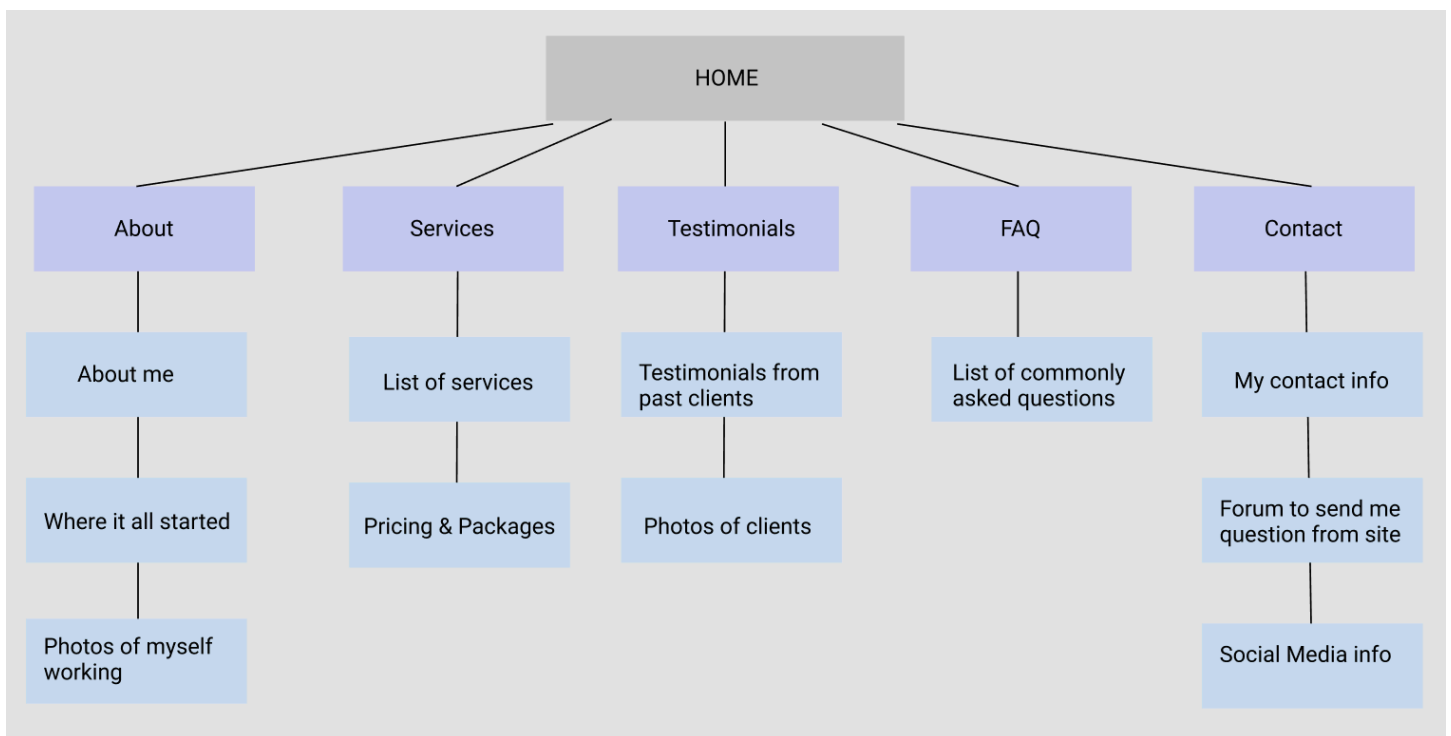 HOME
About
Services
Testimonials
FAQ
Contact
About me
List of services
Testimonials from
past clients
List of commonly
asked questions
My contact info
Where it all started
Pricing & Packages
Photos of clients
Forum to send me
question from site
Photos of myself
working
Social Media info